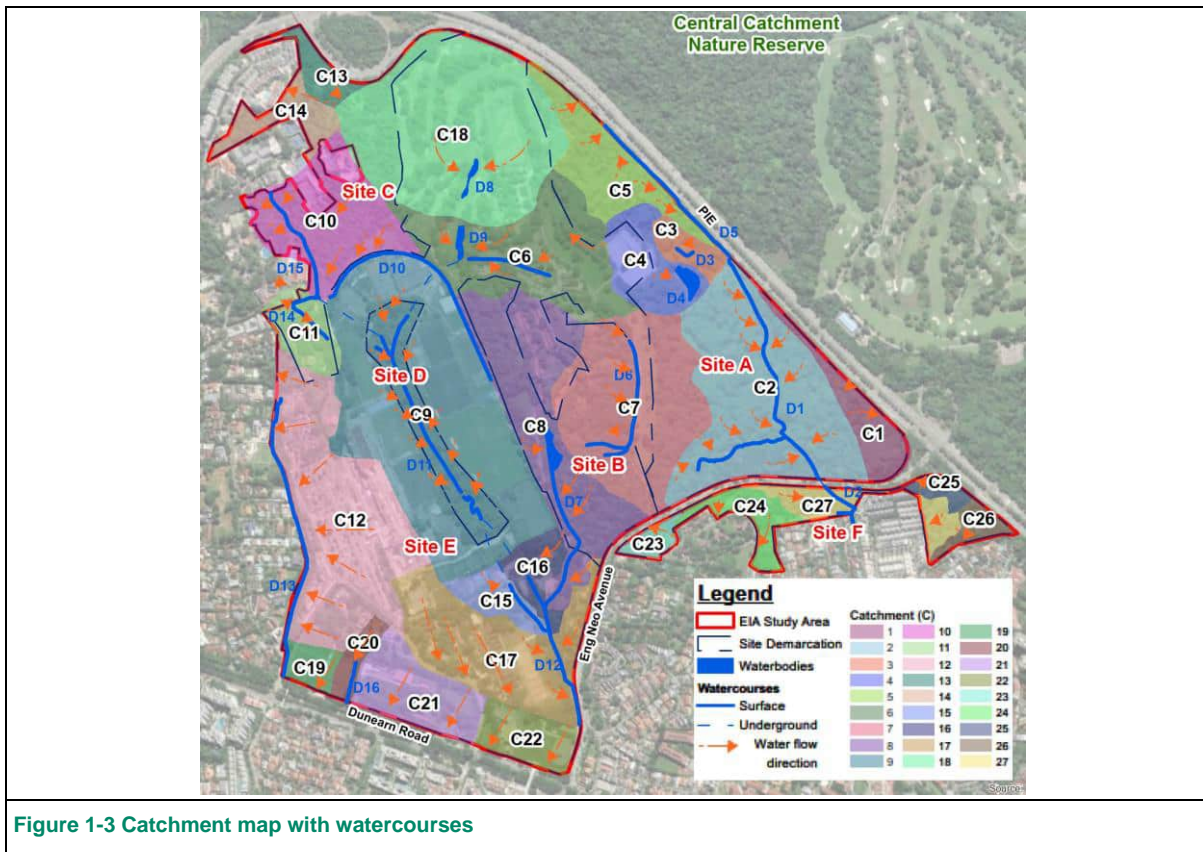 Central Catchment
Nature Reserve
C13
C14
C18
Site C
D8
C5
C10
PIE
C3
D5
D9
C6
C4
D3
D15
D10
D4
D14
C11
Site A
Site D
D6
C2
C9
C7
D1
C1
C8
Site B
D11
D7
C25
D2
C24
C27
C12
C26
Site F
Site E
C23
C16
D13
C15
Eng Neo Avenue
C20
C17
D12
C19
D16
C21
Dunearn Road
C22
Legend
EIA Study Area
Site Demarcation
Waterbodies
Watercourses
Surface
Underground
Water flow
direction
Catchment (C)
1 10 19
2 11 20
3 12 21
4 13 22
5 14 23
6 15 24
7 16 25
8 17 26
9 18 27
Source
Figure 1-3 Catchment map with watercourses